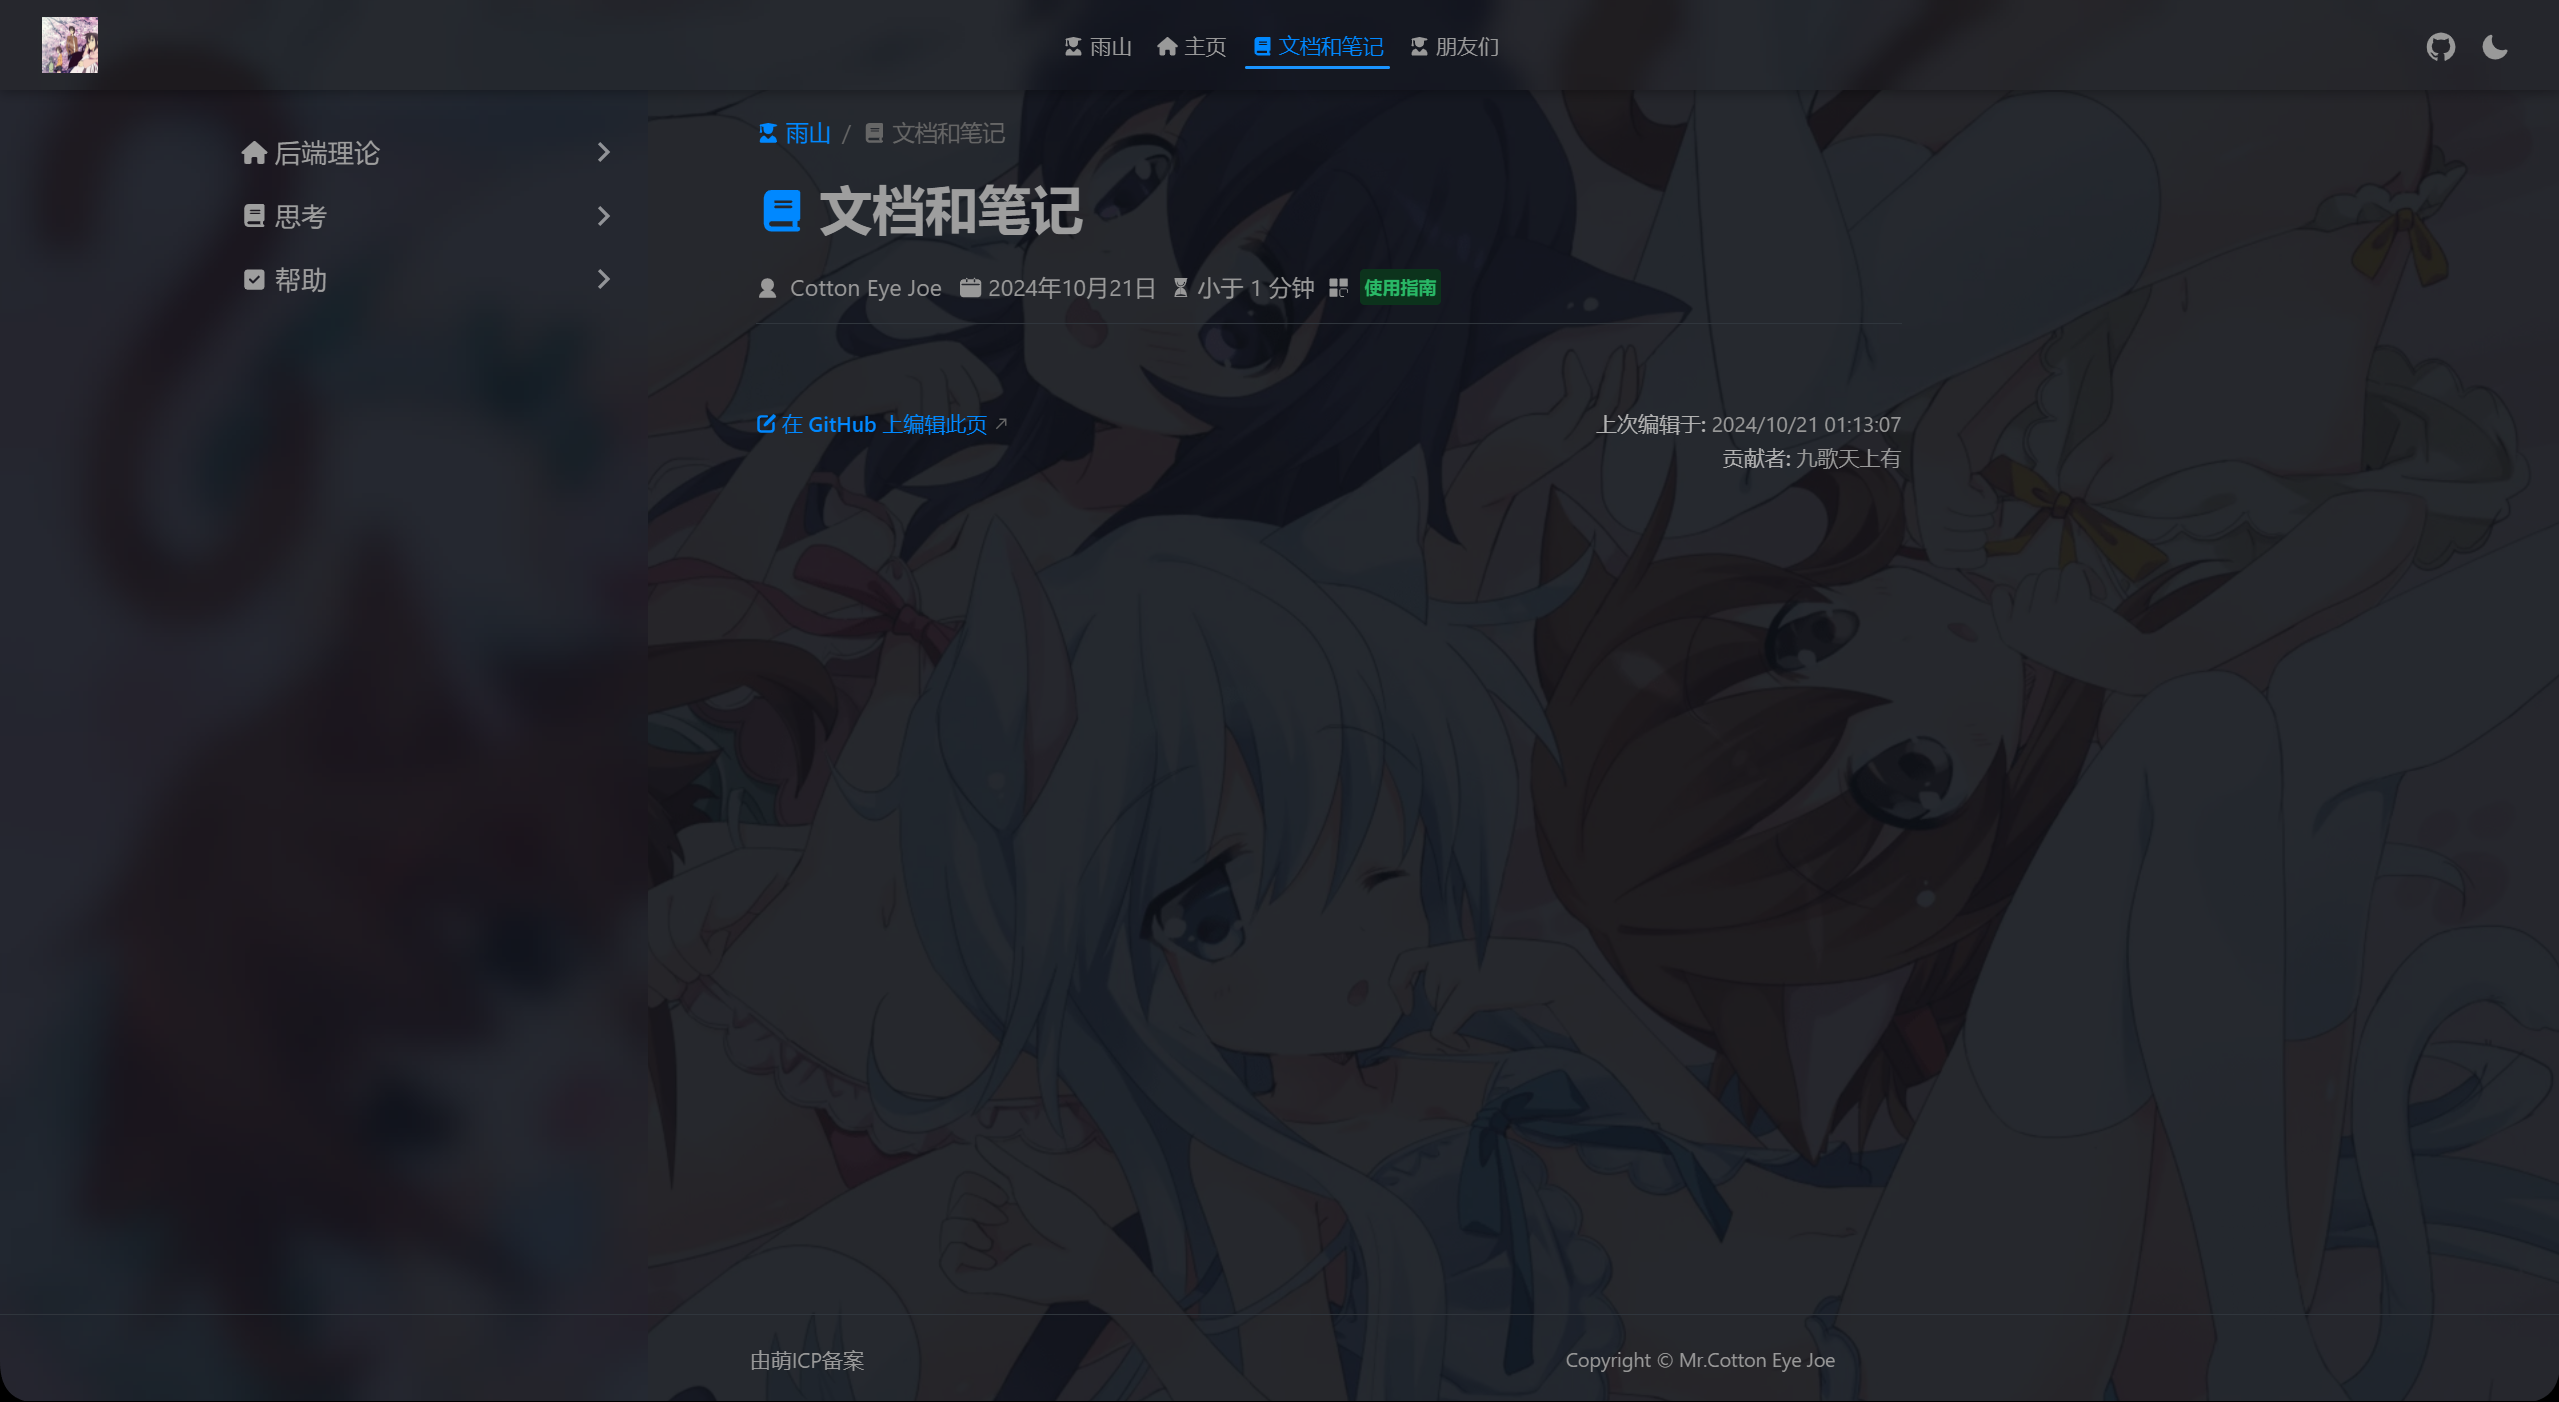 雨山 主页 文档和笔记 朋友们
后端理论
思考
帮助
雨山 / 文档和笔记
文档和笔记
Cotton Eye Joe 2024年10月21日 小于 1 分钟 使用指南
在 GitHub 上编辑此页
上次编辑于: 2024/10/21 01:13:07
贡献者: 九歌天上有
由萌ICP备案
Copyright © Mr.Cotton Eye Joe